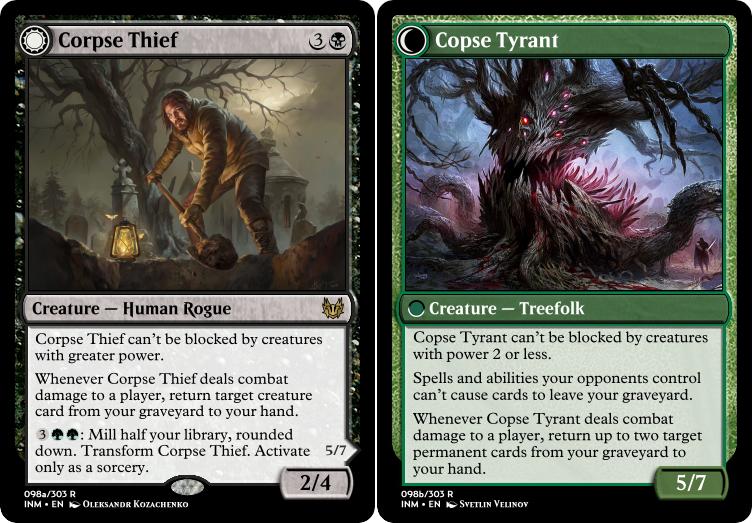 Corpse Thief
3
Corpse Thief can't be blocked by creatures
with greater power.
Whenever Corpse Thief deals combat
damage to a player, return target creature
card from your graveyard to your hand.
3 : Mill half your library, rounded
down. Transform Corpse Thief. Activate
only as a sorcery.
Creature — Human Rogue
5/7
2/4
098a/303 R
INM • EN OLEKSANDR KOZACHENKO
Copse Tyrant
Creature — Treefolk
Copse Tyrant can't be blocked by creatures
with power 2 or less.
Spells and abilities your opponents control
can't cause cards to leave your graveyard.
Whenever Copse Tyrant deals combat
damage to a player, return up to two target
permanent cards from your graveyard to
your hand.
5/7
098b/303 R
INM • EN SVETLIN VELINOV